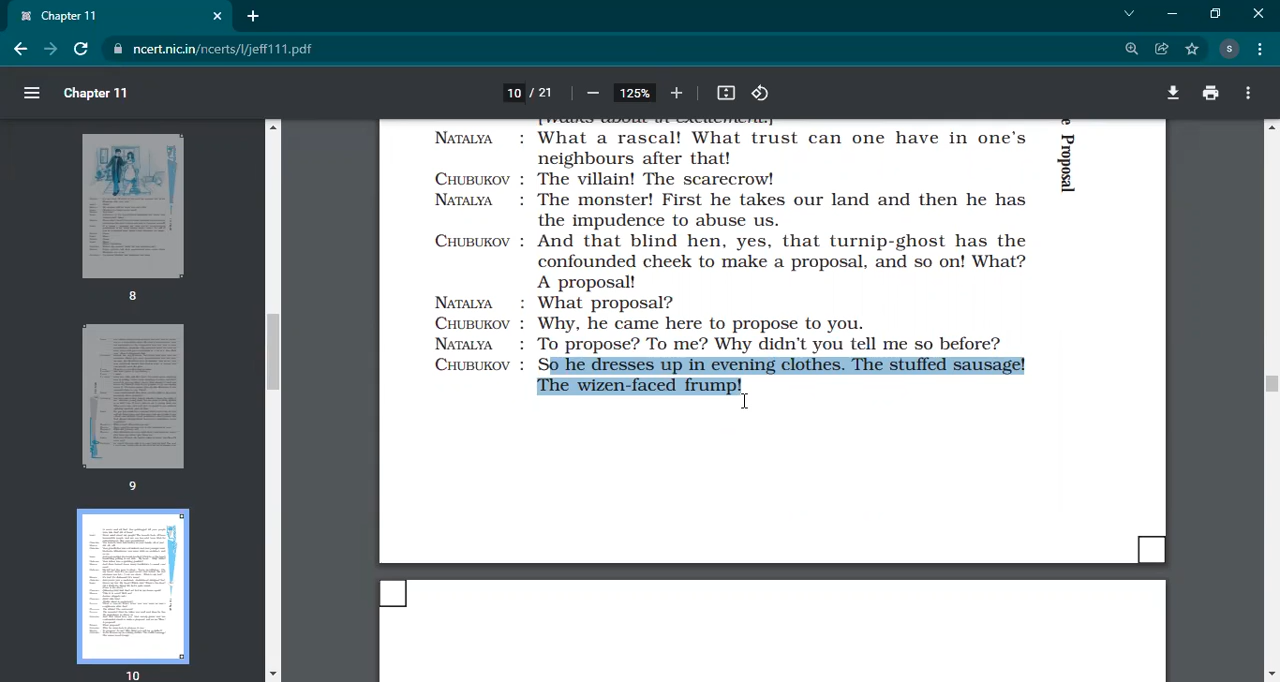 Chapter 11
ncert.nic.in/ncerts/l/jeff111.pdf
S
Chapter 11
10 / 21
125%
[Walks about in excitement.]
NATALYA : What a rascal! What trust can one have in one's
neighbours after that!
CHUBUKOV : The villain! The scarecrow!
NATALYA : The monster! First he takes our land and then he has
the impudence to abuse us.
CHUBUKOV : And that blind hen, yes, that turnip-ghost has the
confounded cheek to make a proposal, and so on! What?
A proposal!
NATALYA : What proposal?
CHUBUKOV : Why, he came here to propose to you.
NATALYA : To propose? To me? Why didn't you tell me so before?
CHUBUKOV : So he dresses up in evening clothes. The stuffed sausage!
The wizen-faced frump!
e Proposal
8
9
10